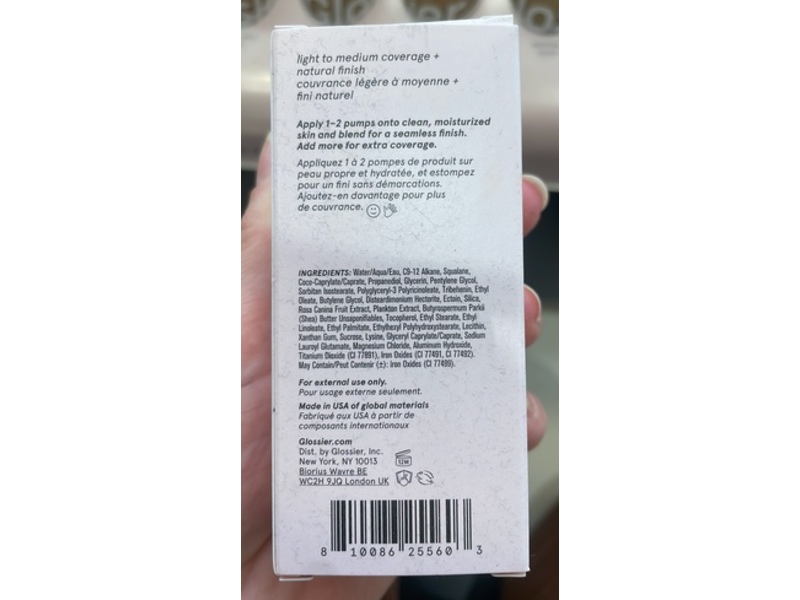 light to medium coverage +
natural finish
couvrance légère à moyenne +
fini naturel
Apply 1–2 pumps onto clean, moisturized
skin and blend for a seamless finish.
Add more for extra coverage.
Appliquez 1 à 2 pompes de produit sur
peau propre et hydratée, et estompez
pour un fini sans démarcations.
Ajoutez-en davantage pour plus
de couvrance.
INGREDIENTS: Water/Aqua/Eau, C9-12 Alkane, Squalane,
Coco-Caprylate/Caprate, Propanediol, Glycerin, Pentylene Glycol,
Sorbitan Isostearate, Polyglyceryl-3 Polyricinoleate, Tribehenin, Ethyl
Oleate, Butylene Glycol, Disteardimonium Hectorite, Ectoin, Silica,
Rosa Canina Fruit Extract, Plankton Extract, Butyrospermum Parkii
(Shea) Butter Unsaponifiables, Tocopherol, Ethyl Stearate, Ethyl
Linoleate, Ethyl Palmitate, Ethylhexyl Polyhydroxystearate, Lecithin,
Xanthan Gum, Sucrose, Lysine, Glyceryl Caprylate/Caprate, Sodium
Lauroyl Glutamate, Magnesium Chloride, Aluminum Hydroxide,
Titanium Dioxide (CI 77891), Iron Oxides (CI 77491, CI 77492).
May Contain/Peut Contenir (±): Iron Oxides (CI 77499).
For external use only.
Pour usage externe seulement.
Made in USA of global materials
Fabriqué aux USA à partir de
composants internationaux
Glossier.com
Dist. by Glossier, Inc.
New York, NY 10013
Biorius Wavre BE
WC2H 9JQ London UK
12M
8 10086 25560 3